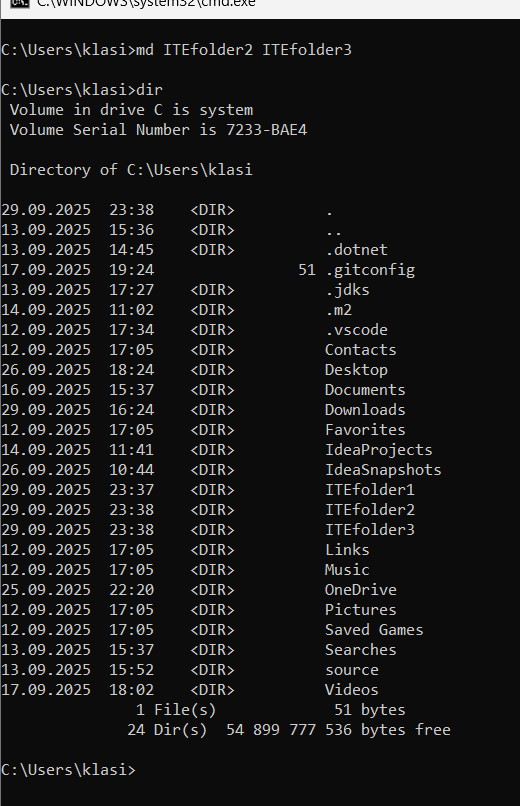 C:\WINDOWS\system32\cmd.exe
C:\Users\klasi>md ITEfolder2 ITEfolder3
C:\Users\klasi>dir
 Volume in drive C is system
 Volume Serial Number is 7233-BAE4
 Directory of C:\Users\klasi
29.09.2025  23:38    <DIR>          .
13.09.2025  15:36    <DIR>          ..
13.09.2025  14:45    <DIR>          .dotnet
17.09.2025  19:24                51 .gitconfig
13.09.2025  17:27    <DIR>          .jdks
14.09.2025  11:02    <DIR>          .m2
12.09.2025  17:34    <DIR>          .vscode
12.09.2025  17:05    <DIR>          Contacts
26.09.2025  18:24    <DIR>          Desktop
16.09.2025  15:37    <DIR>          Documents
29.09.2025  16:24    <DIR>          Downloads
12.09.2025  17:05    <DIR>          Favorites
14.09.2025  11:41    <DIR>          IdeaProjects
26.09.2025  10:44    <DIR>          IdeaSnapshots
29.09.2025  23:37    <DIR>          ITEfolder1
29.09.2025  23:38    <DIR>          ITEfolder2
29.09.2025  23:38    <DIR>          ITEfolder3
12.09.2025  17:05    <DIR>          Links
12.09.2025  17:05    <DIR>          Music
25.09.2025  22:20    <DIR>          OneDrive
12.09.2025  17:05    <DIR>          Pictures
12.09.2025  17:05    <DIR>          Saved Games
13.09.2025  15:37    <DIR>          Searches
13.09.2025  15:52    <DIR>          source
17.09.2025  18:02    <DIR>          Videos
               1 File(s)             51 bytes
              24 Dir(s)  54 899 777 536 bytes free
C:\Users\klasi>